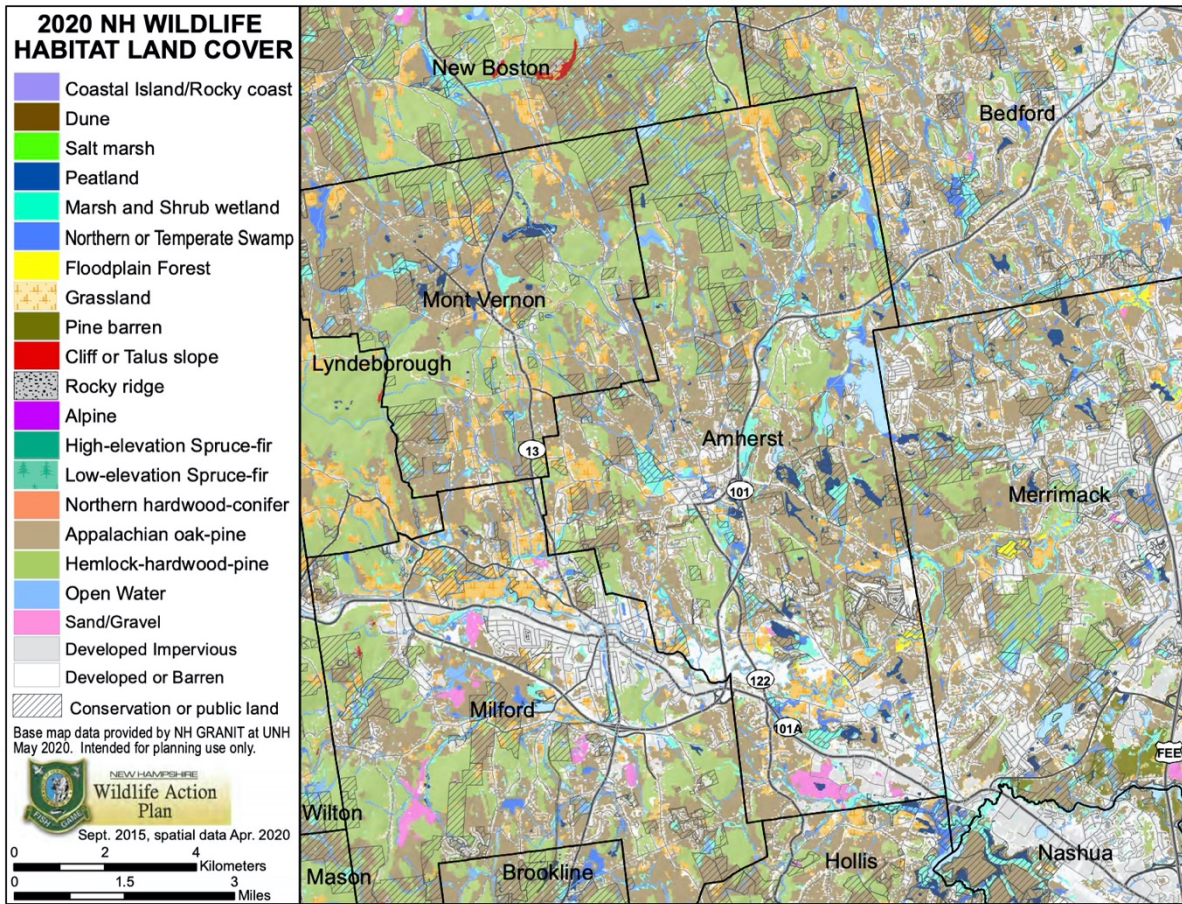 2020 NH WILDLIFE
HABITAT LAND COVER
Coastal Island/Rocky coast
Dune
Salt marsh
Peatland
Marsh and Shrub wetland
Northern or Temperate Swamp
Floodplain Forest
Grassland
Pine barren
Cliff or Talus slope
Rocky ridge
Alpine
High-elevation Spruce-fir
Low-elevation Spruce-fir
Northern hardwood-conifer
Appalachian oak-pine
Hemlock-hardwood-pine
Open Water
Sand/Gravel
Developed Impervious
Developed or Barren
Conservation or public land
Base map data provided by NH GRANIT at UNH
May 2020. Intended for planning use only.
NEW HAMPSHIRE
Wildlife Action
Plan
FISH GAME
Sept. 2015, spatial data Apr. 2020
0 2 4
Kilometers
0 1.5 3
Miles
New Boston
Bedford
Mont Vernon
Lyndeborough
13
Amherst
101
Merrimack
122
Milford
101A
FEE
Wilton
Mason
Brookline
Hollis
Nashua